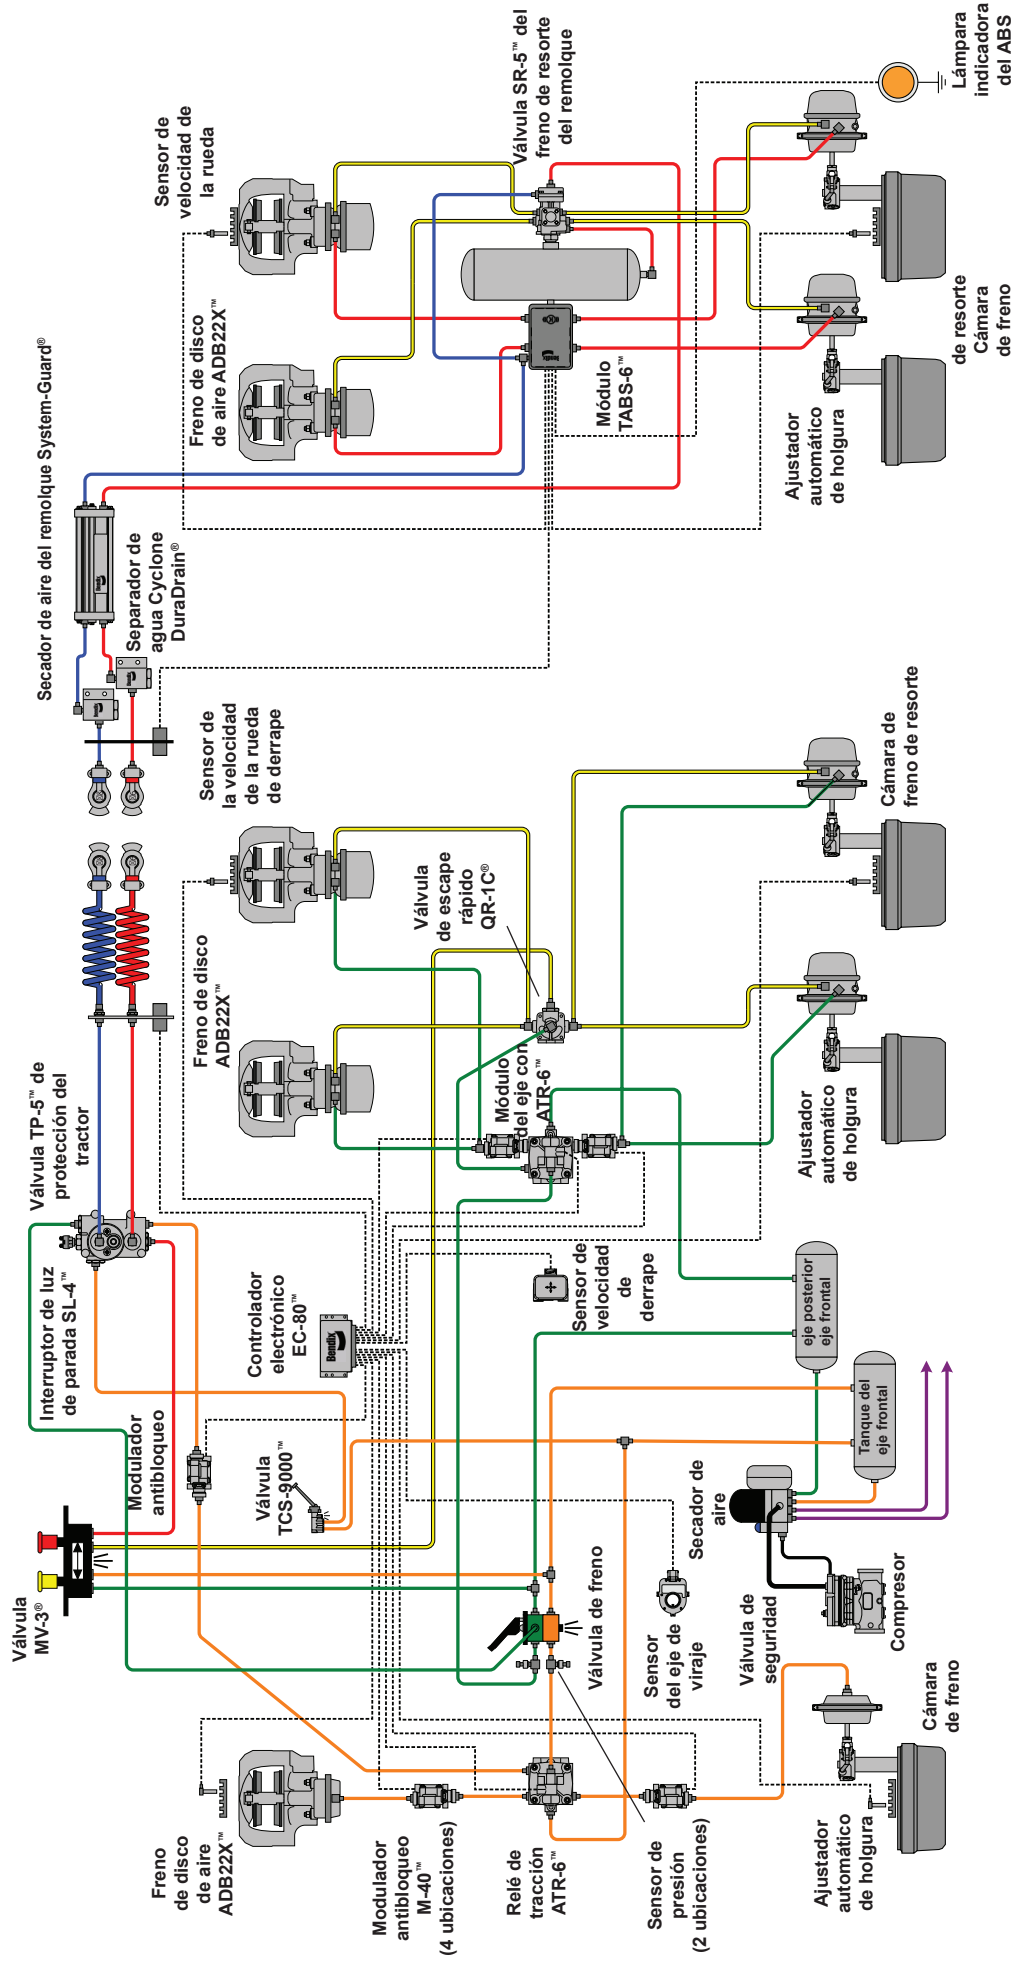 Válvula
MV-3®
Interruptor de luz
de parada SL-4™
Válvula TP-5™ de
protección del
tractor
Secador de aire del remolque System-Guard®
Bendix
Separador de
agua Cyclone
DuraDrain®
Sensor de
velocidad de
la rueda
Modulador
antibloqueo
Freno
de disco
de aire
ADB22X™
Válvula
TCS-9000™
Controlador
electrónico
EC-80™
Bendix
Freno de disco
ADB22X™
Sensor de
la velocidad
de la rueda
de derrape
Freno de disco
de aire ADB22X™
Válvula SR-5™ del
freno de resorte
del remolque
Modulador
antibloqueo
M-40™
(4 ubicaciones)
Relé de
tracción
ATR-6™
Válvula de freno
Sensor de
velocidad
de
derrape
Módulo
del eje con
ATR-6™
Válvula
de escape
rápido
QR-1C®
Módulo
TABS-6™
Sensor de
presión
(2 ubicaciones)
Sensor
del eje de
viraje
Secador de
aire
Válvula de
seguridad
Compresor
eje posterior
eje frontal
Tanque del
eje frontal
Ajustador
automático
de holgura
Cámara
de freno
Ajustador
automático
de holgura
Cámara de
freno de resorte
Ajustador
automático
de holgura
de resorte
Cámara
de freno
Lámpara
indicadora
del ABS